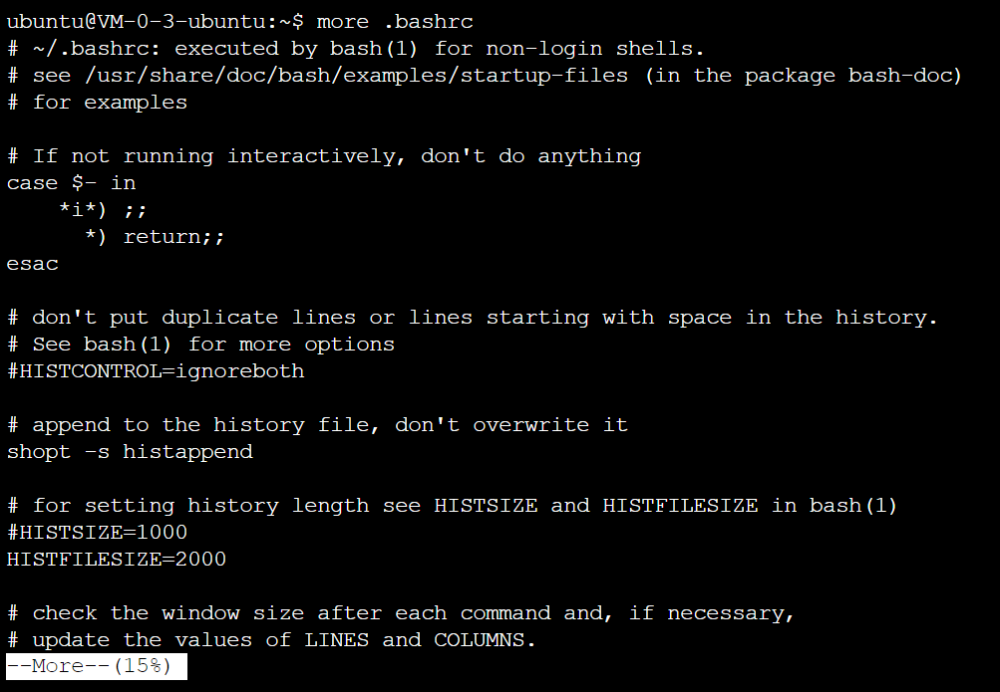 ubuntu@VM-0-3-ubuntu:~$ more .bashrc
# ~/.bashrc: executed by bash(1) for non-login shells.
# see /usr/share/doc/bash/examples/startup-files (in the package bash-doc)
# for examples

# If not running interactively, don't do anything
case $- in
    *i*) ;;
      *) return;;
esac

# don't put duplicate lines or lines starting with space in the history.
# See bash(1) for more options
#HISTCONTROL=ignoreboth

# append to the history file, don't overwrite it
shopt -s histappend

# for setting history length see HISTSIZE and HISTFILESIZE in bash(1)
#HISTSIZE=1000
HISTFILESIZE=2000

# check the window size after each command and, if necessary,
# update the values of LINES and COLUMNS.
--More--(15%)